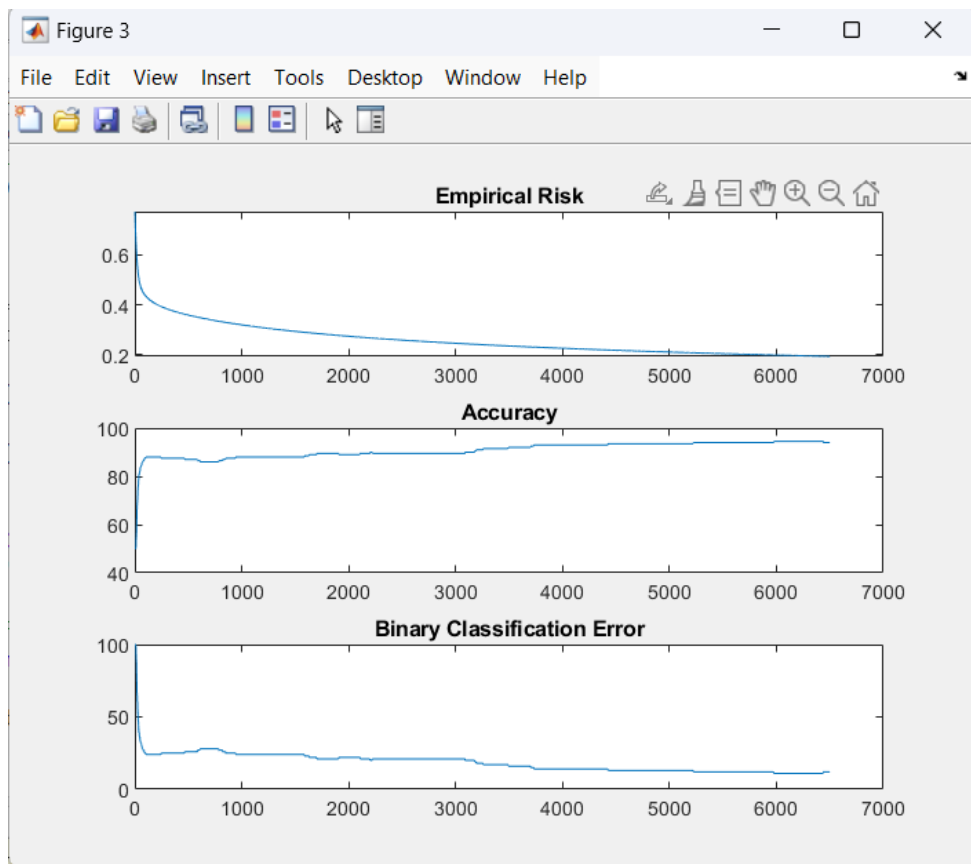 Figure 3
File Edit View Insert Tools Desktop Window Help
Empirical Risk
0.6
0.4
0.2
0 1000 2000 3000 4000 5000 6000 7000
Accuracy
100
80
60
40
0 1000 2000 3000 4000 5000 6000 7000
Binary Classification Error
100
50
0
0 1000 2000 3000 4000 5000 6000 7000